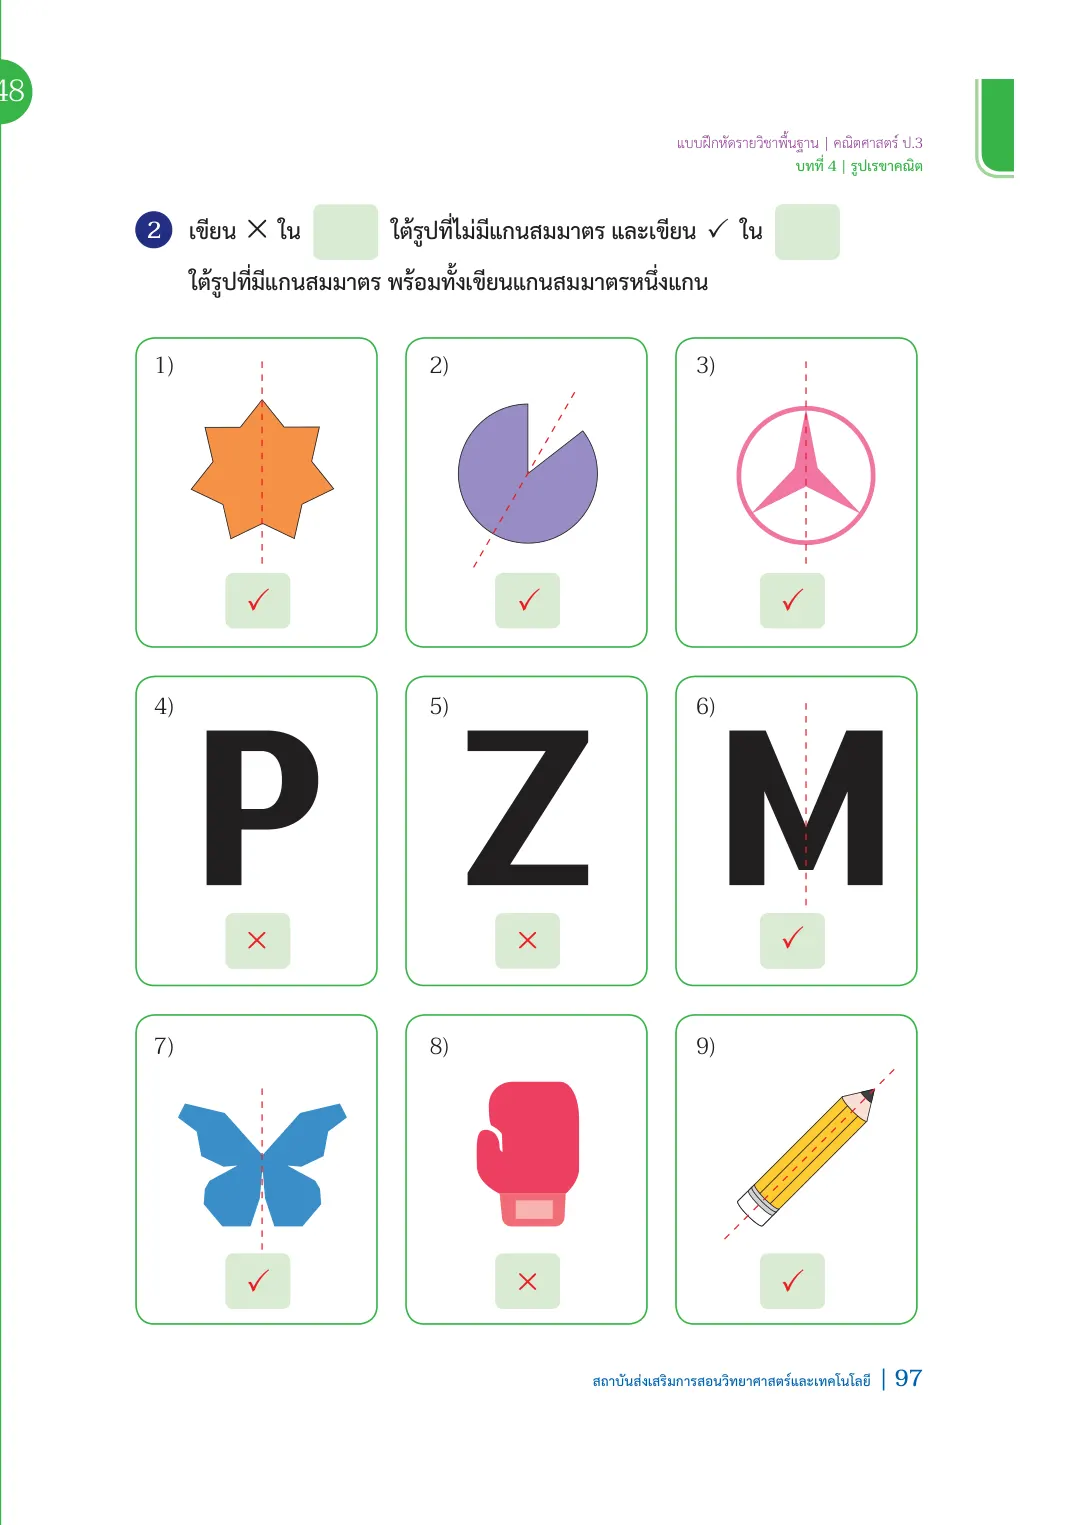 48
แบบฝึกหัดรายวิชาพื้นฐาน | คณิตศาสตร์ ป.3
บทที่ 4 | รูปเรขาคณิต
2 เขียน × ใน ใต้รูปที่ไม่มีแกนสมมาตร และเขียน ✓ ใน
ใต้รูปที่มีแกนสมมาตร พร้อมทั้งเขียนแกนสมมาตรหนึ่งแกน
1) 2) 3)
✓ ✓ ✓
4) 5) 6)
P Z M
× × ✓
7) 8) 9)
✓ × ✓
สถาบันส่งเสริมการสอนวิทยาศาสตร์และเทคโนโลยี | 97